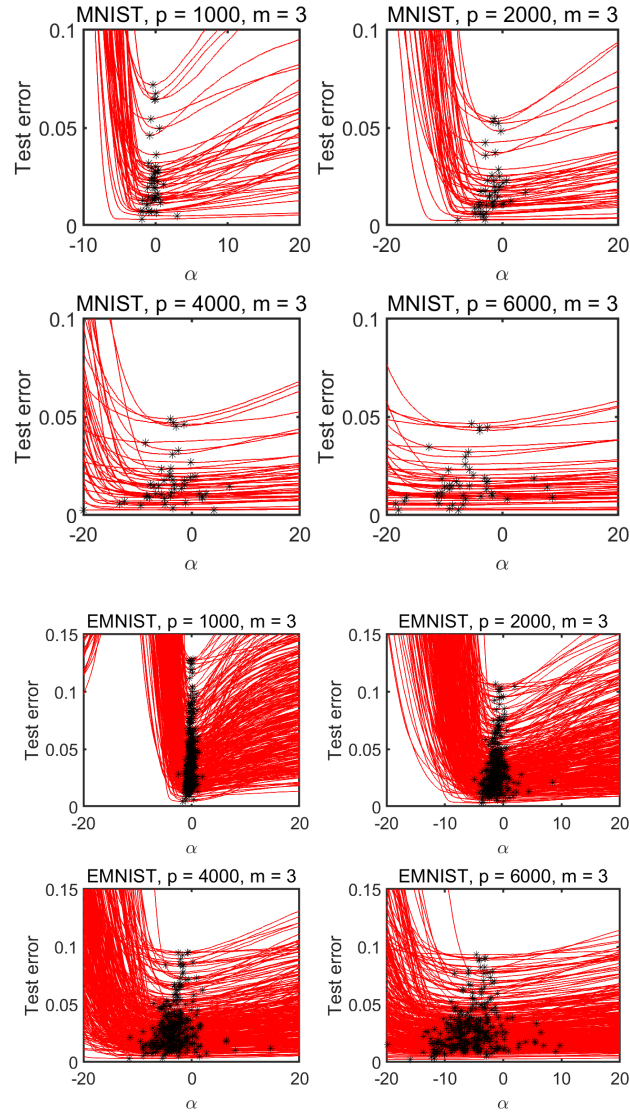 MNIST, p = 1000, m = 3
MNIST, p = 2000, m = 3
0.1
0.05
0
Test error
-10
0
10
20
α
0.1
0.05
0
Test error
-20
0
20
α
MNIST, p = 4000, m = 3
MNIST, p = 6000, m = 3
0.1
0.05
0
Test error
-20
0
20
α
0.1
0.05
0
Test error
-20
0
20
α
EMNIST, p = 1000, m = 3
EMNIST, p = 2000, m = 3
0.15
0.1
0.05
0
Test error
-20
0
20
α
0.15
0.1
0.05
0
Test error
-20
-10
0
10
20
α
EMNIST, p = 4000, m = 3
EMNIST, p = 6000, m = 3
0.15
0.1
0.05
0
Test error
-20
0
20
α
0.15
0.1
0.05
0
Test error
-20
-10
0
10
20
α